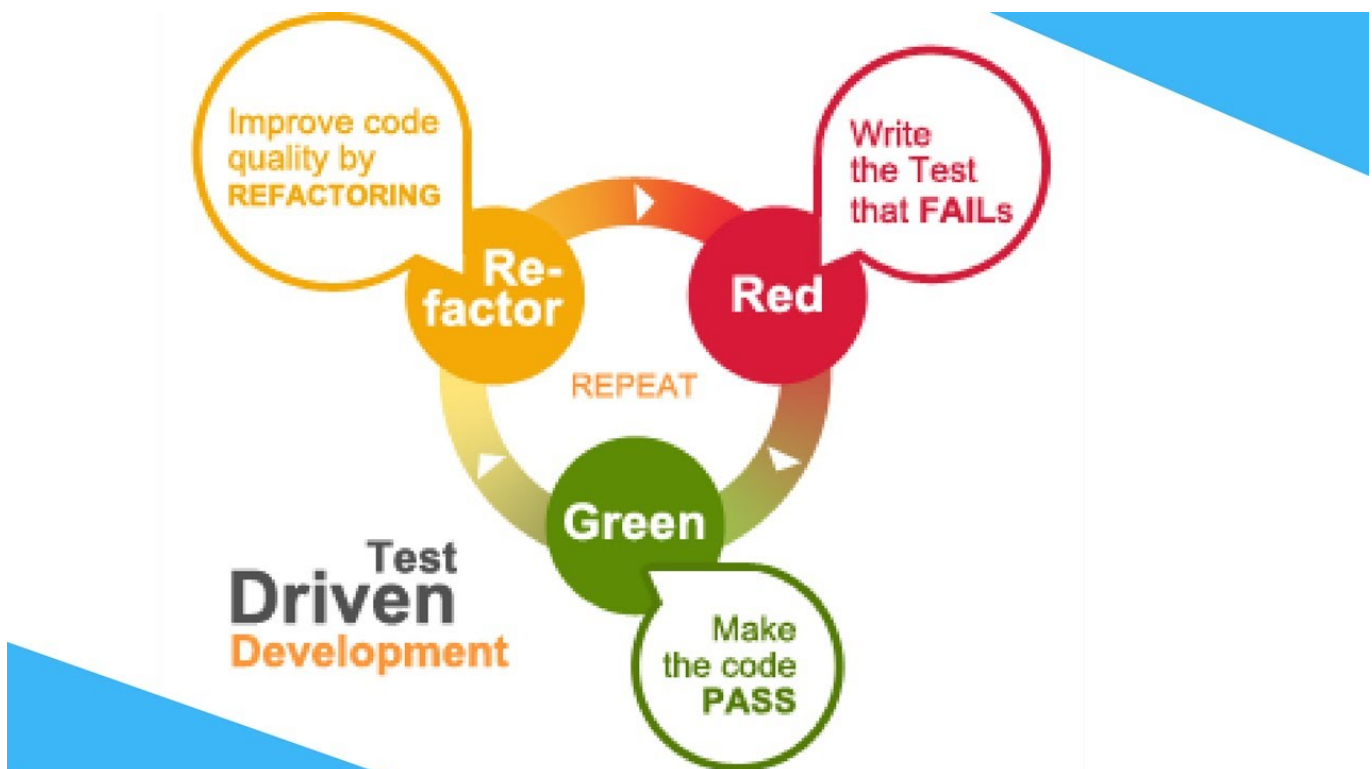 Improve code
quality by
REFACTORING
Write
the Test
that FAILs
Re-
factor
Red
REPEAT
Green
Test
Driven
Development
Make
the code
PASS